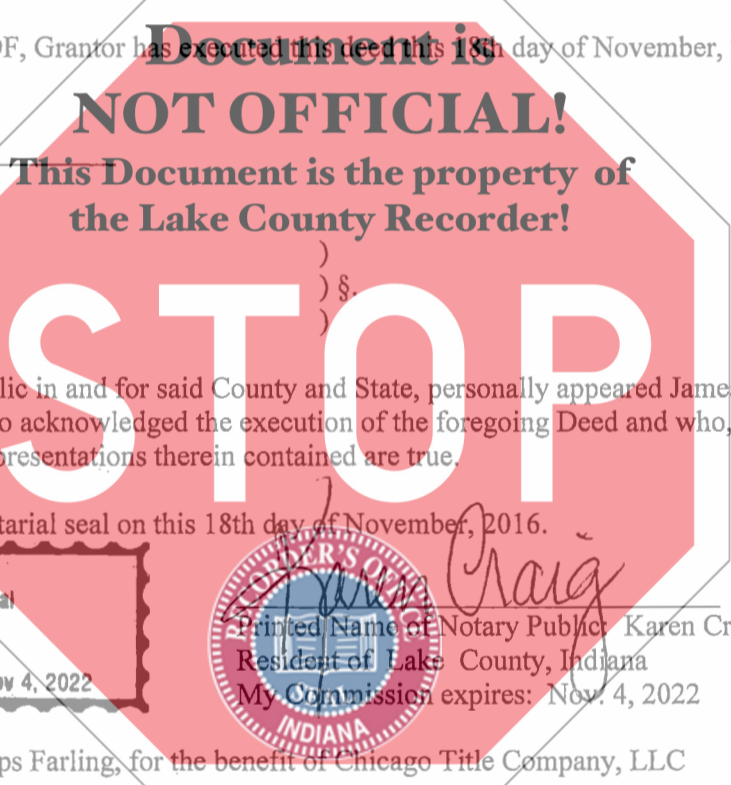 Document is
OF, Grantor has executed this deed this 18th day of November,
NOT OFFICIAL!
This Document is the property of
the Lake County Recorder!
)
) §.
)
STOP
lic in and for said County and State, personally appeared Jame
o acknowledged the execution of the foregoing Deed and who,
presentations therein contained are true.
tarial seal on this 18th day of November, 2016.
Karen Craig
RECORDER'S OFFICE
INDIANA
al
Printed Name of Notary Public: Karen Cr
Resident of Lake County, Indiana
ov 4, 2022
My Commission expires: Nov. 4, 2022
ps Farling, for the benefit of Chicago Title Company, LLC